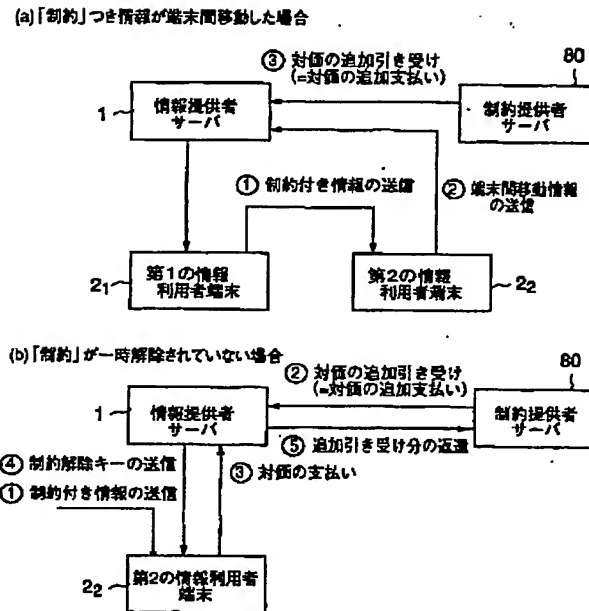 (a)「制約」つき情報が端末間移動した場合
③ 対価の追加引き受け
(=対価の追加支払い)
80
1
情報提供者
サーバ
制約提供者
サーバ
① 制約付き情報の送信
② 端末間移動情報
の送信
21
第1の情報
利用者端末
第2の情報
利用者端末
22
(b)「制約」が一時解除されていない場合
② 対価の追加引き受け
(=対価の追加支払い)
80
1
情報提供者
サーバ
制約提供者
サーバ
⑤ 追加引き受け分の返還
④ 制約解除キーの送信
③ 対価の支払い
① 制約付き情報の送信
22
第2の情報利用者
端末